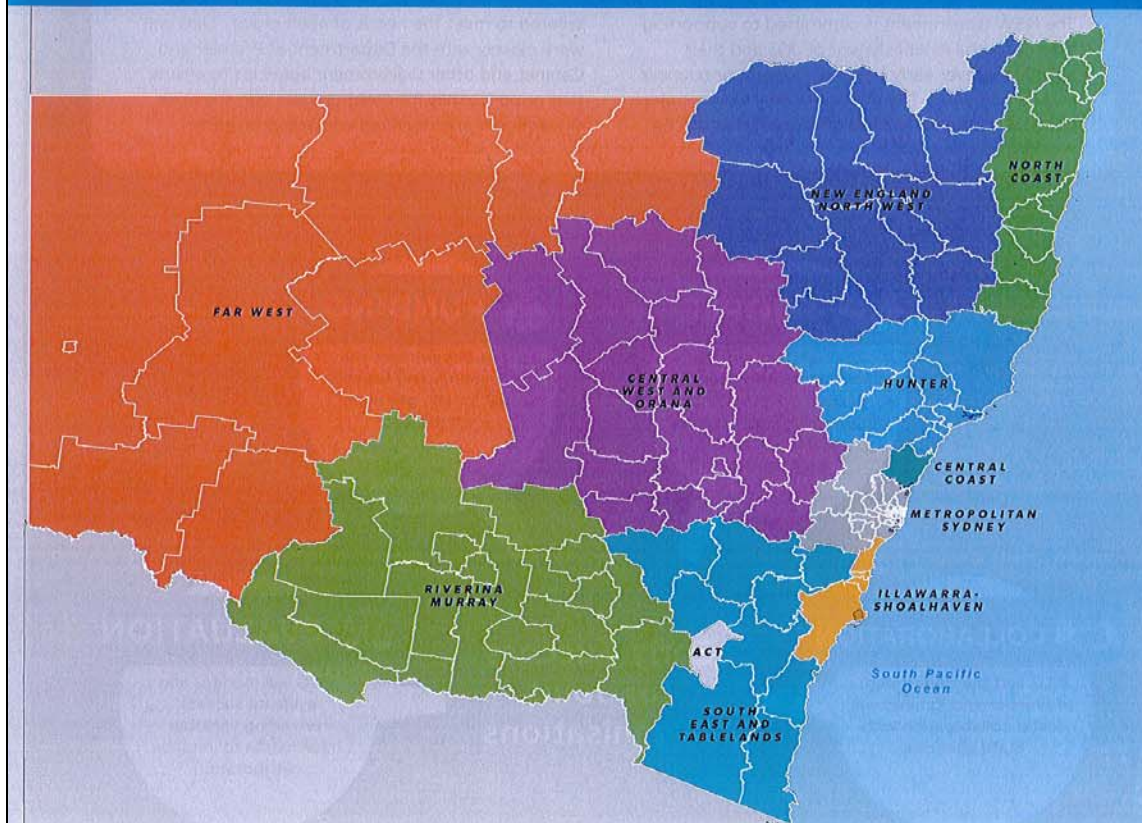 NORTH
COAST
NEW ENGLAND
NORTH WEST
FAR WEST
CENTRAL
WEST AND
ORANA
HUNTER
CENTRAL
COAST
METROPOLITAN
SYDNEY
RIVERINA
MURRAY
ILLAWARRA-
SHOALHAVEN
ACT
South Pacific
Ocean
SOUTH
EAST AND
TABLELANDS